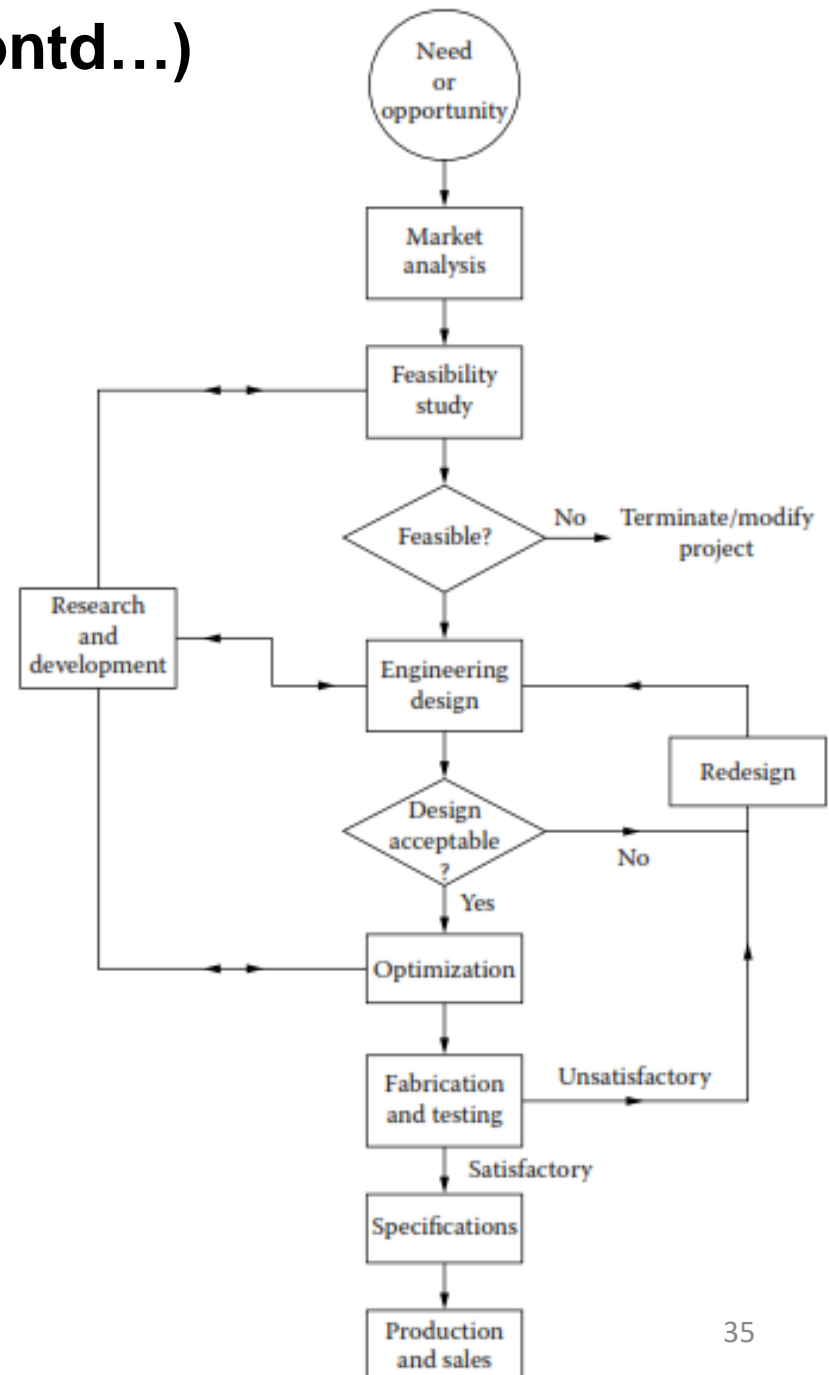 ontd…)
Need
or
opportunity
Market
analysis
Feasibility
study
Feasible?
No
Terminate/modify
project
Research
and
development
Engineering
design
Redesign
Design
acceptable
?
No
Yes
Optimization
Fabrication
and testing
Unsatisfactory
Satisfactory
Specifications
Production
and sales
35